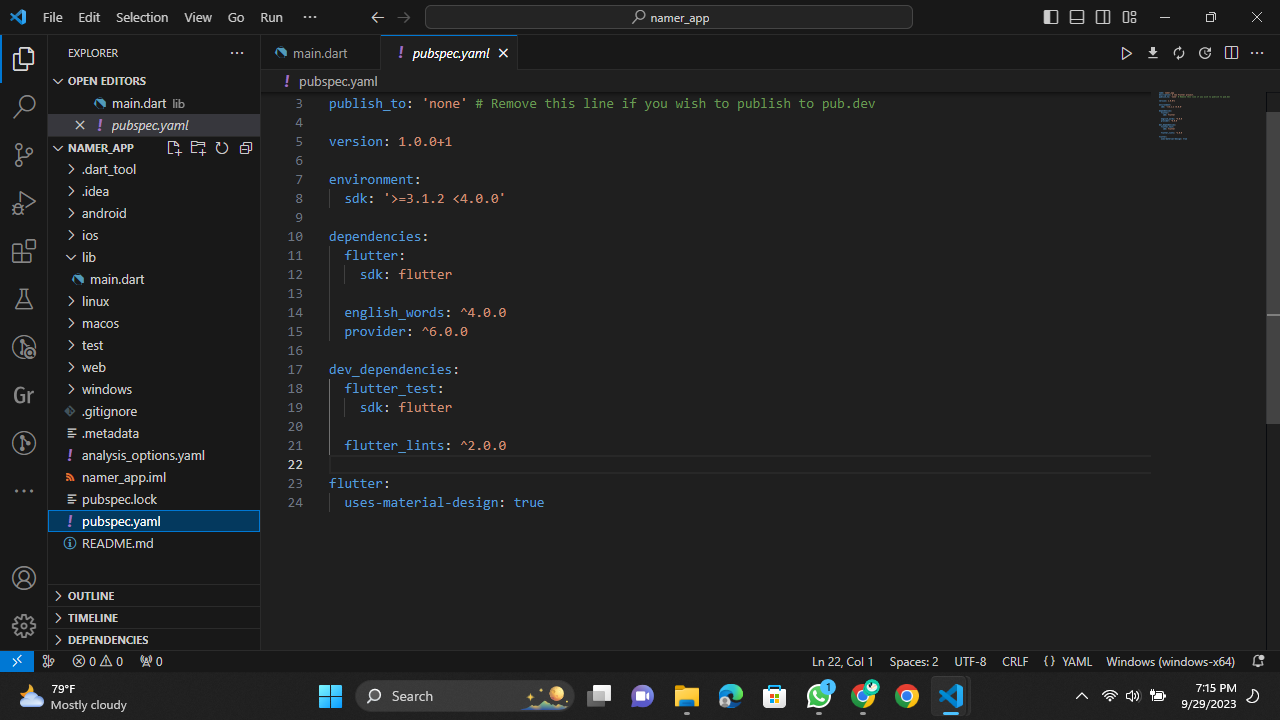 File Edit Selection View Go Run ···
namer_app
EXPLORER
OPEN EDITORS
main.dart lib
pubspec.yaml
NAMER_APP
.dart_tool
.idea
android
ios
lib
main.dart
linux
macos
test
web
windows
.gitignore
.metadata
analysis_options.yaml
namer_app.iml
pubspec.lock
pubspec.yaml
README.md
OUTLINE
TIMELINE
DEPENDENCIES
Gr
main.dart
! pubspec.yaml
! pubspec.yaml
3 publish_to: 'none' # Remove this line if you wish to publish to pub.dev
4
5 version: 1.0.0+1
6
7 environment:
8 sdk: '>=3.1.2 <4.0.0'
9
10 dependencies:
11 flutter:
12 sdk: flutter
13
14 english_words: ^4.0.0
15 provider: ^6.0.0
16
17 dev_dependencies:
18 flutter_test:
19 sdk: flutter
20
21 flutter_lints: ^2.0.0
22
23 flutter:
24 uses-material-design: true
0 0 0
Ln 22, Col 1 Spaces: 2 UTF-8 CRLF {} YAML Windows (windows-x64)
79°F
Mostly cloudy
Search
1
7:15 PM
9/29/2023